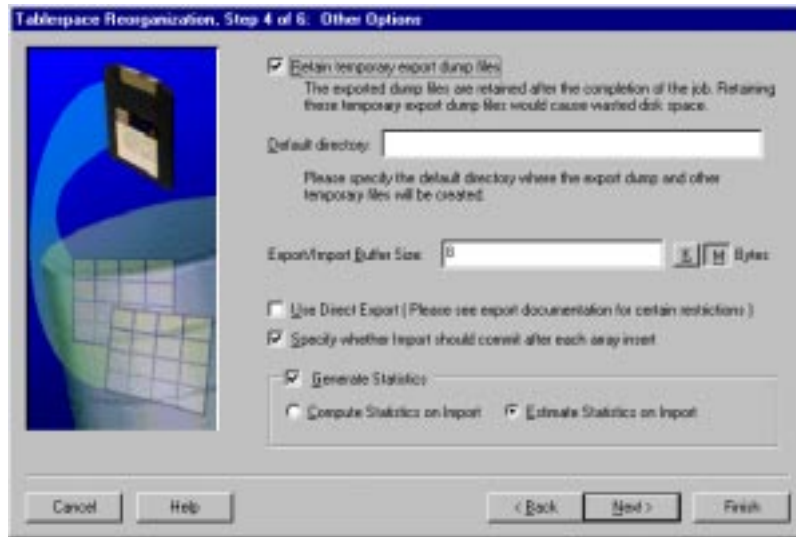 Tablespace Reorganization, Step 4 of 6: Other Options
Retain temporary export dump files
The exported dump files are retained after the completion of the job. Retaining
these temporary export dump files would cause wasted disk space.
Default directory:
Please specify the default directory where the export dump and other
temporary files will be created.
Export/Import Buffer Size: 8 K M Bytes
Use Direct Export ( Please see export documentation for certain restrictions )
Specify whether Import should commit after each array insert
Generate Statistics
Compute Statistics on Import Estimate Statistics on Import
Cancel Help < Back Next > Finish